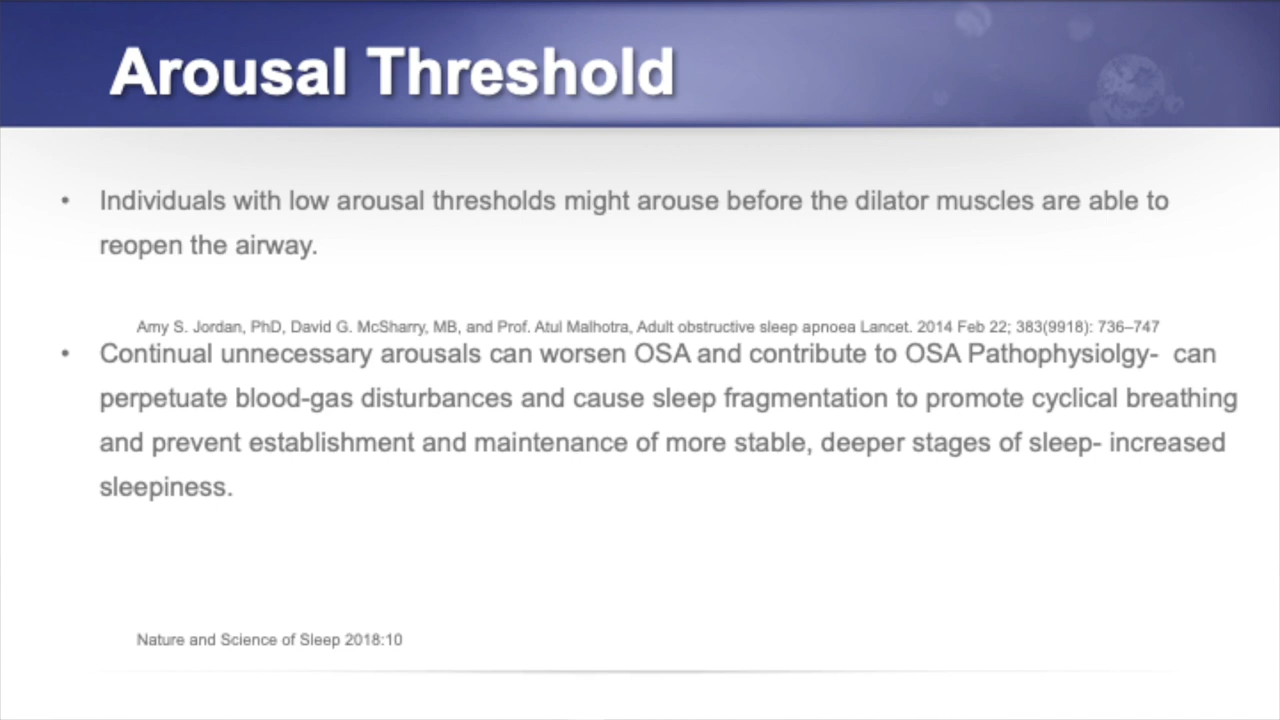 Arousal Threshold
• Individuals with low arousal thresholds might arouse before the dilator muscles are able to
reopen the airway.
Amy S. Jordan, PhD, David G. McSharry, MB, and Prof. Atul Malhotra, Adult obstructive sleep apnoea Lancet. 2014 Feb 22; 383(9918): 736–747
• Continual unnecessary arousals can worsen OSA and contribute to OSA Pathophysiolgy- can
perpetuate blood-gas disturbances and cause sleep fragmentation to promote cyclical breathing
and prevent establishment and maintenance of more stable, deeper stages of sleep- increased
sleepiness.
Nature and Science of Sleep 2018:10